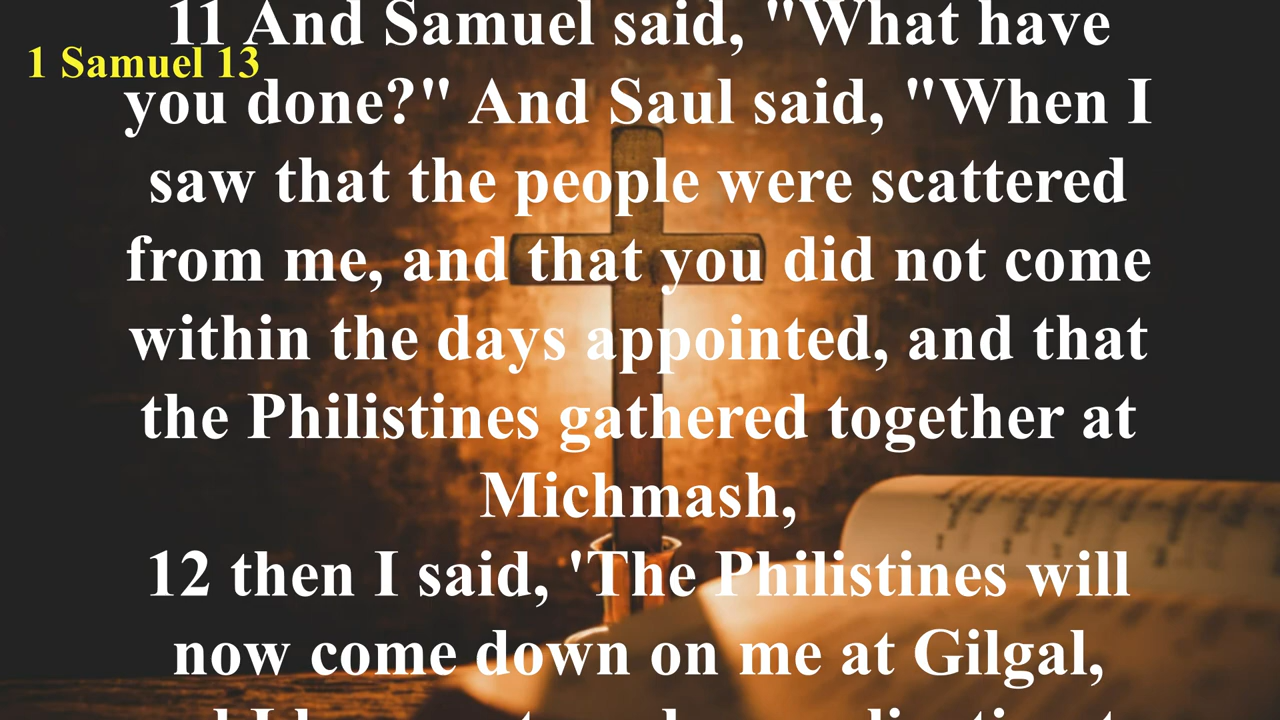 11 And Samuel said, "What have
1 Samuel 13
you done?" And Saul said, "When I
saw that the people were scattered
from me, and that you did not come
within the days appointed, and that
the Philistines gathered together at
Michmash,
12 then I said, 'The Philistines will
now come down on me at Gilgal,